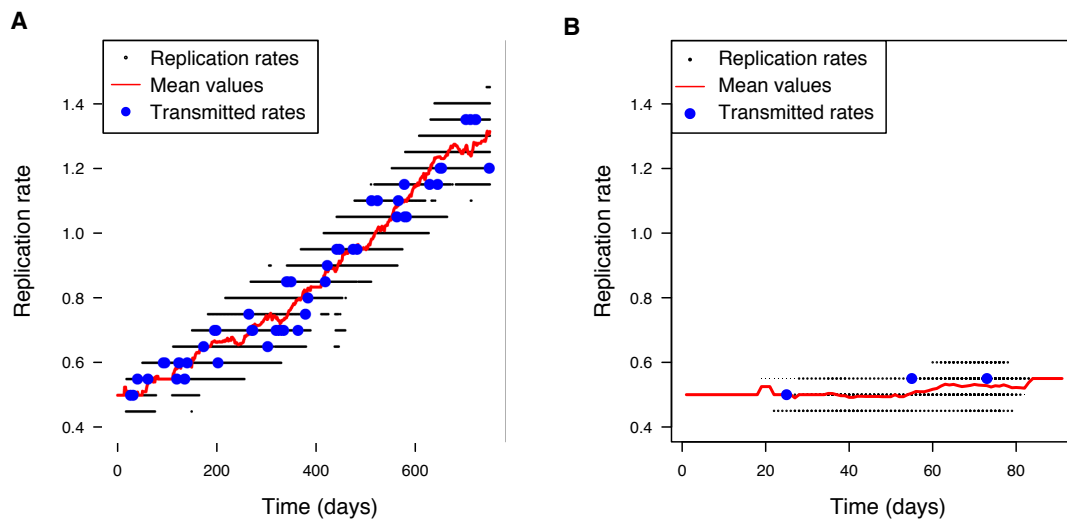 A
Replication rates
Mean values
Transmitted rates
Replication rate
1.4
1.2
1.0
0.8
0.6
0.4
0
200
400
600
Time (days)
B
Replication rates
Mean values
Transmitted rates
Replication rate
1.4
1.2
1.0
0.8
0.6
0.4
0
20
40
60
80
Time (days)